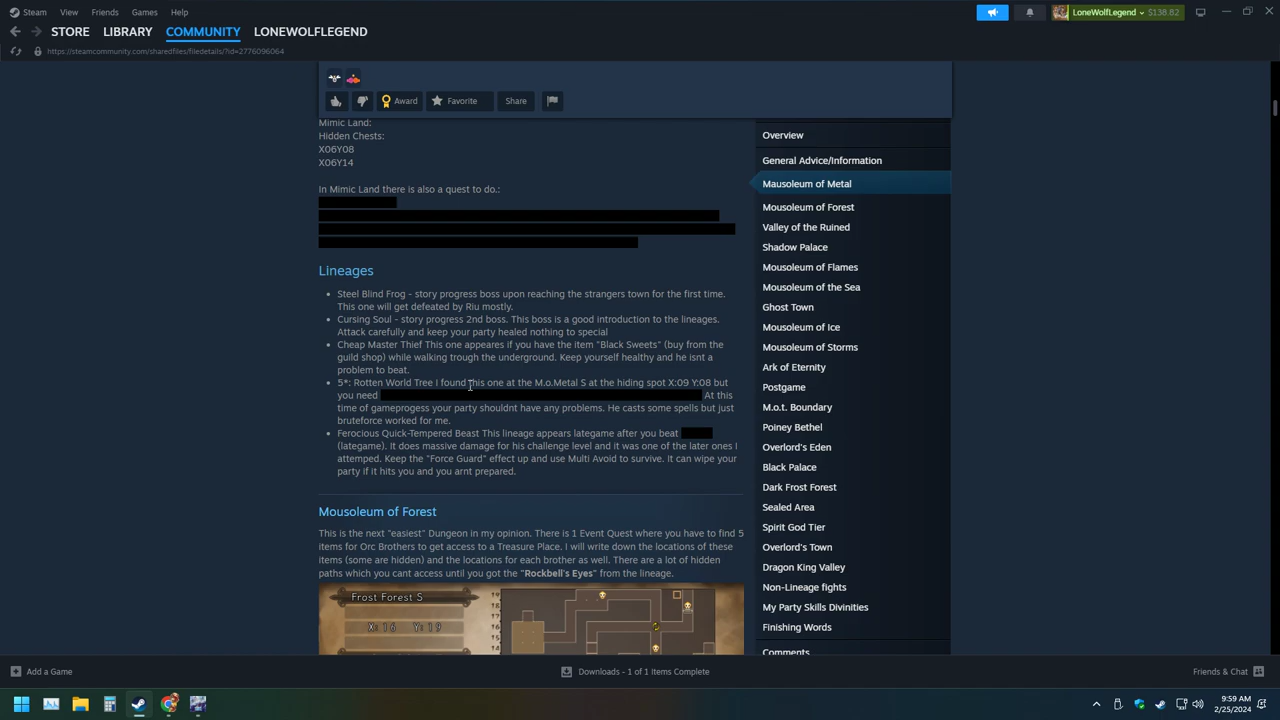 Steam View Friends Games Help
LoneWolfLegend $138.82
STORE LIBRARY COMMUNITY LONEWOLFLEGEND
https://steamcommunity.com/sharedfiles/filedetails/?id=2776096064
Award Favorite Share
Mimic Land:
Hidden Chests:
X06Y08
X06Y14
In Mimic Land there is also a quest to do.:
Lineages
Steel Blind Frog - story progress boss upon reaching the strangers town for the first time.
This one will get defeated by Riu mostly.
Cursing Soul - story progress 2nd boss. This boss is a good introduction to the lineages.
Attack carefully and keep your party healed nothing to special
Cheap Master Thief This one appeares if you have the item "Black Sweets" (buy from the
guild shop) while walking trough the underground. Keep yourself healthy and he isnt a
problem to beat.
5*: Rotten World Tree I found this one at the M.o.Metal S at the hiding spot X:09 Y:08 but
you need At this
time of gameprogess your party shouldnt have any problems. He casts some spells but just
bruteforce worked for me.
Ferocious Quick-Tempered Beast This lineage appears lategame after you beat
(lategame). It does massive damage for his challenge level and it was one of the later ones I
attemped. Keep the "Force Guard" effect up and use Multi Avoid to survive. It can wipe your
party if it hits you and you arnt prepared.
Mousoleum of Forest
This is the next "easiest" Dungeon in my opinion. There is 1 Event Quest where you have to find 5
items for Orc Brothers to get access to a Treasure Place. I will write down the locations of these
items (some are hidden) and the locations for each brother as well. There are a lot of hidden
paths which you cant access until you got the "Rockbell's Eyes" from the lineage.
Frost Forest S
X: 16 Y: 19
Overview
General Advice/Information
Mausoleum of Metal
Mousoleum of Forest
Valley of the Ruined
Shadow Palace
Mousoleum of Flames
Mousoleum of the Sea
Ghost Town
Mousoleum of Ice
Mousoleum of Storms
Ark of Eternity
Postgame
M.o.t. Boundary
Poiney Bethel
Overlord's Eden
Black Palace
Dark Frost Forest
Sealed Area
Spirit God Tier
Overlord's Town
Dragon King Valley
Non-Lineage fights
My Party Skills Divinities
Finishing Words
Comments
Add a Game
Downloads - 1 of 1 Items Complete
Friends & Chat
9:59 AM
2/25/2024